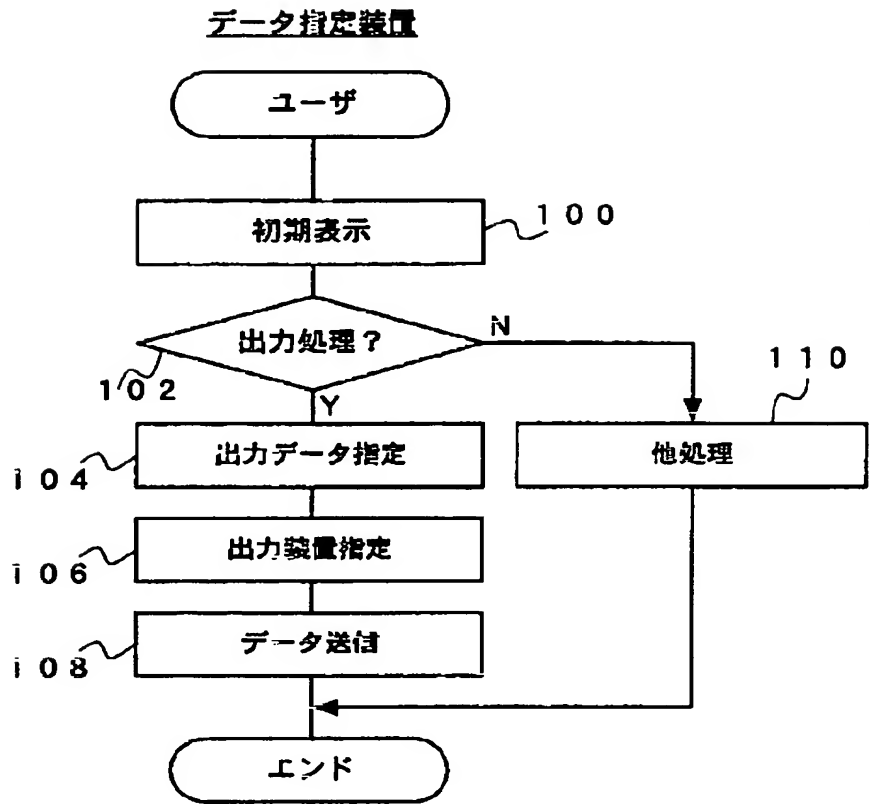 データ指定装置
ユーザ
初期表示
100
出力処理?
N
102
Y
110
出力データ指定
他処理
104
出力装置指定
106
データ送信
108
エンド